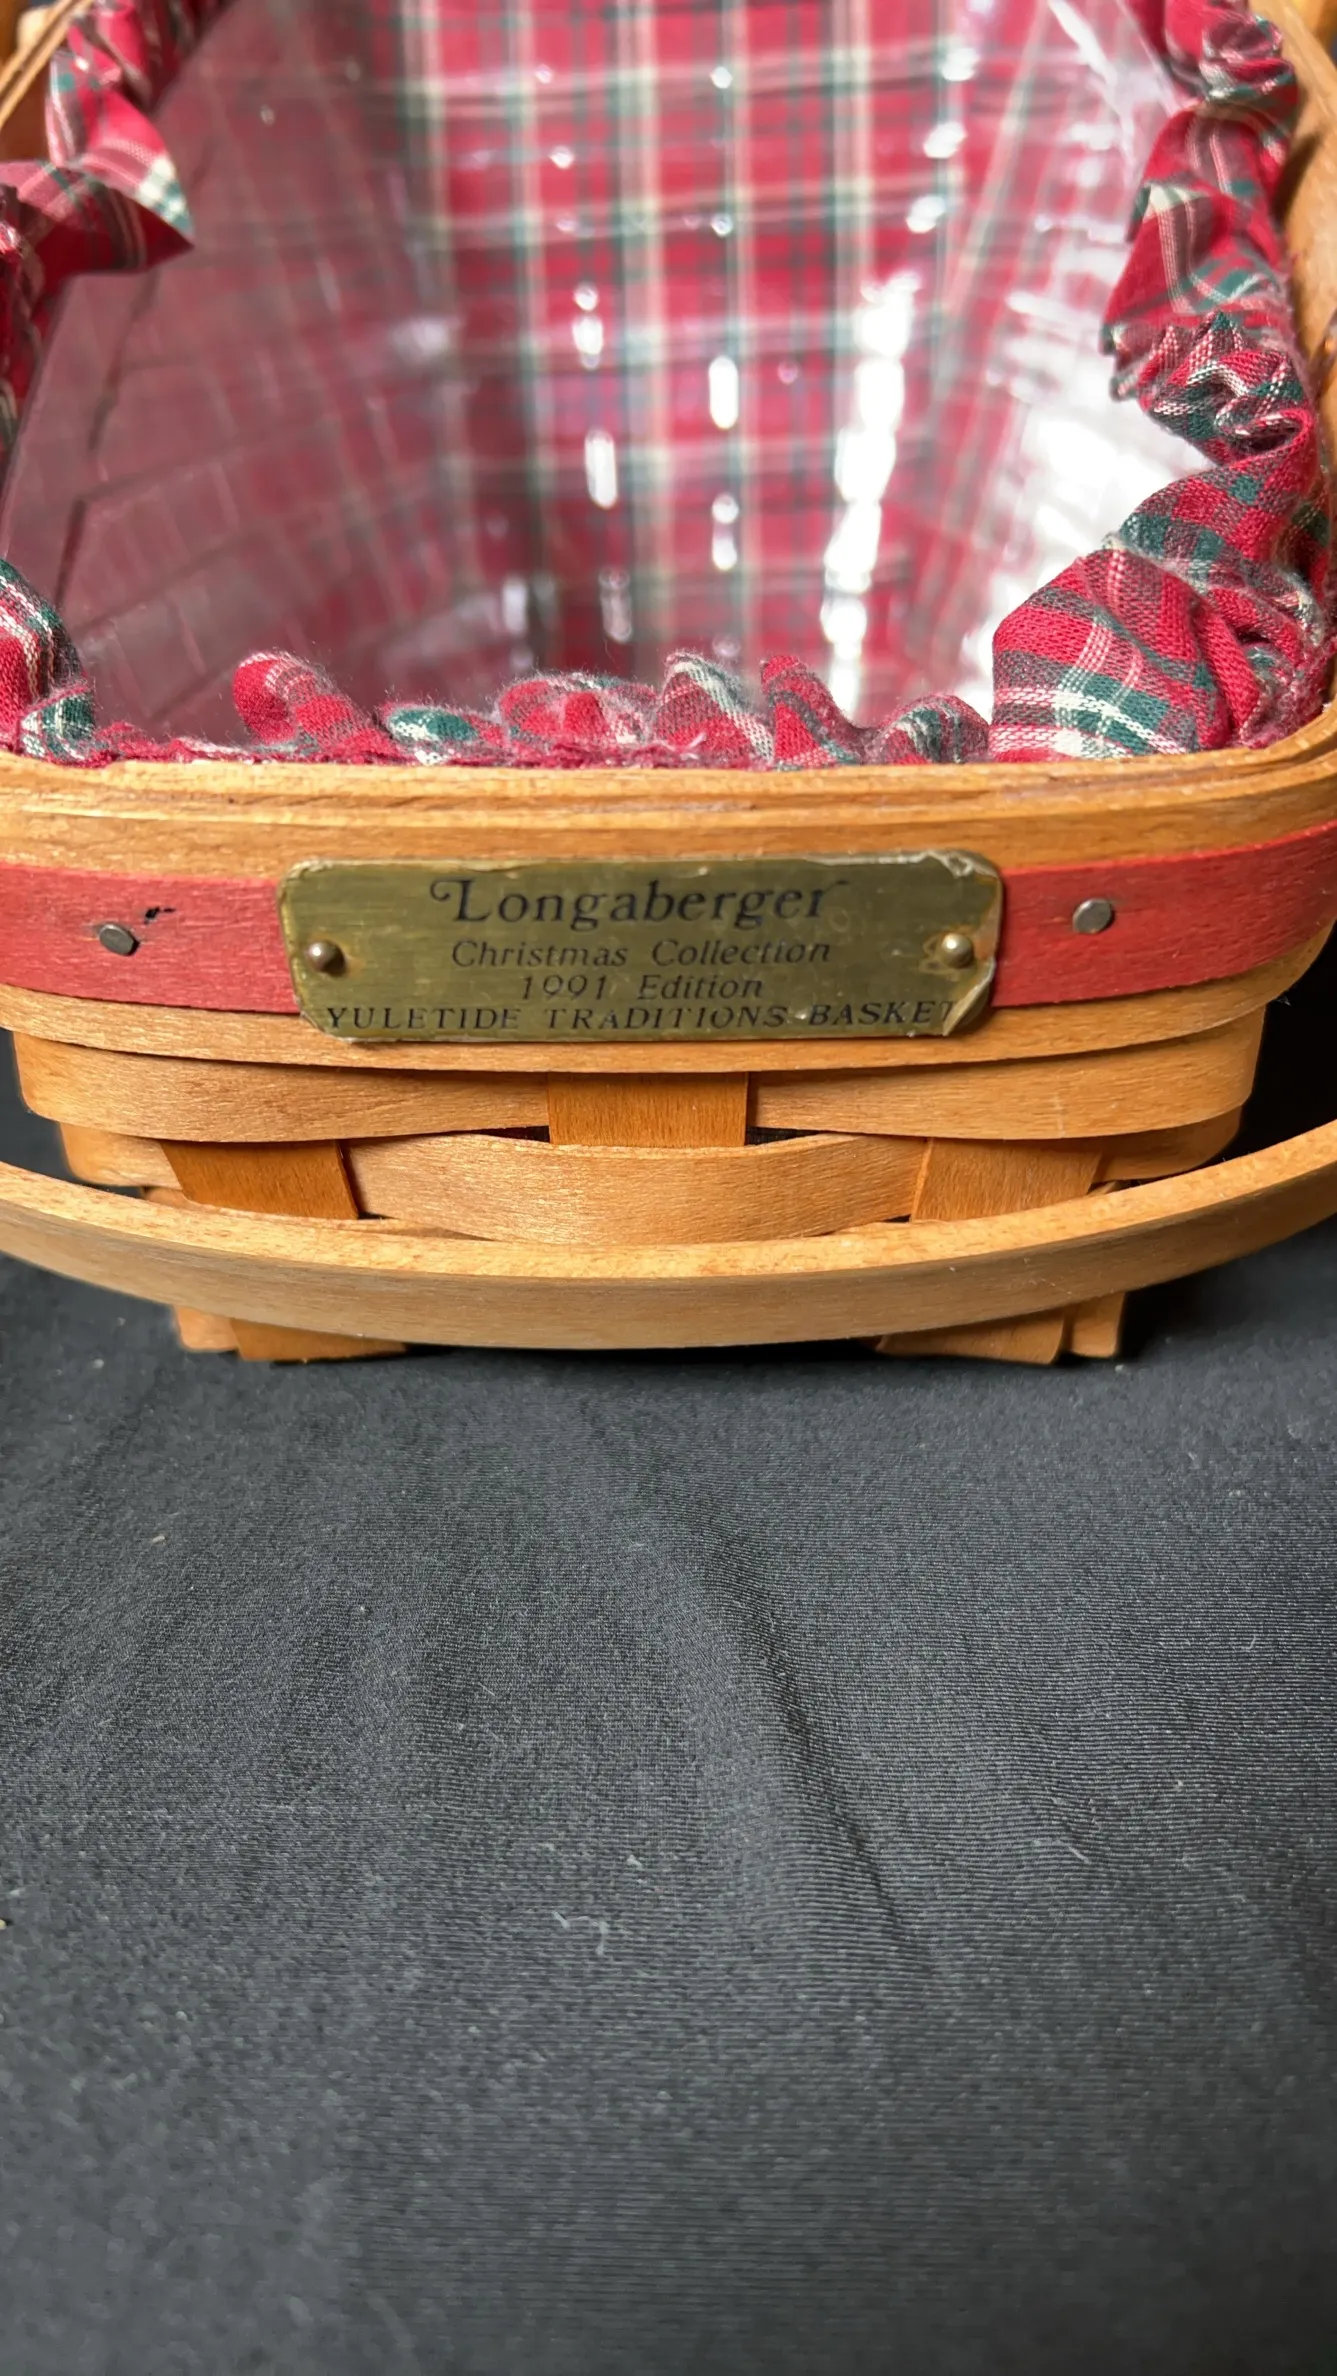 Longaberger
Christmas Collection
1991 Edition
YULETIDE TRADITIONS BASKET